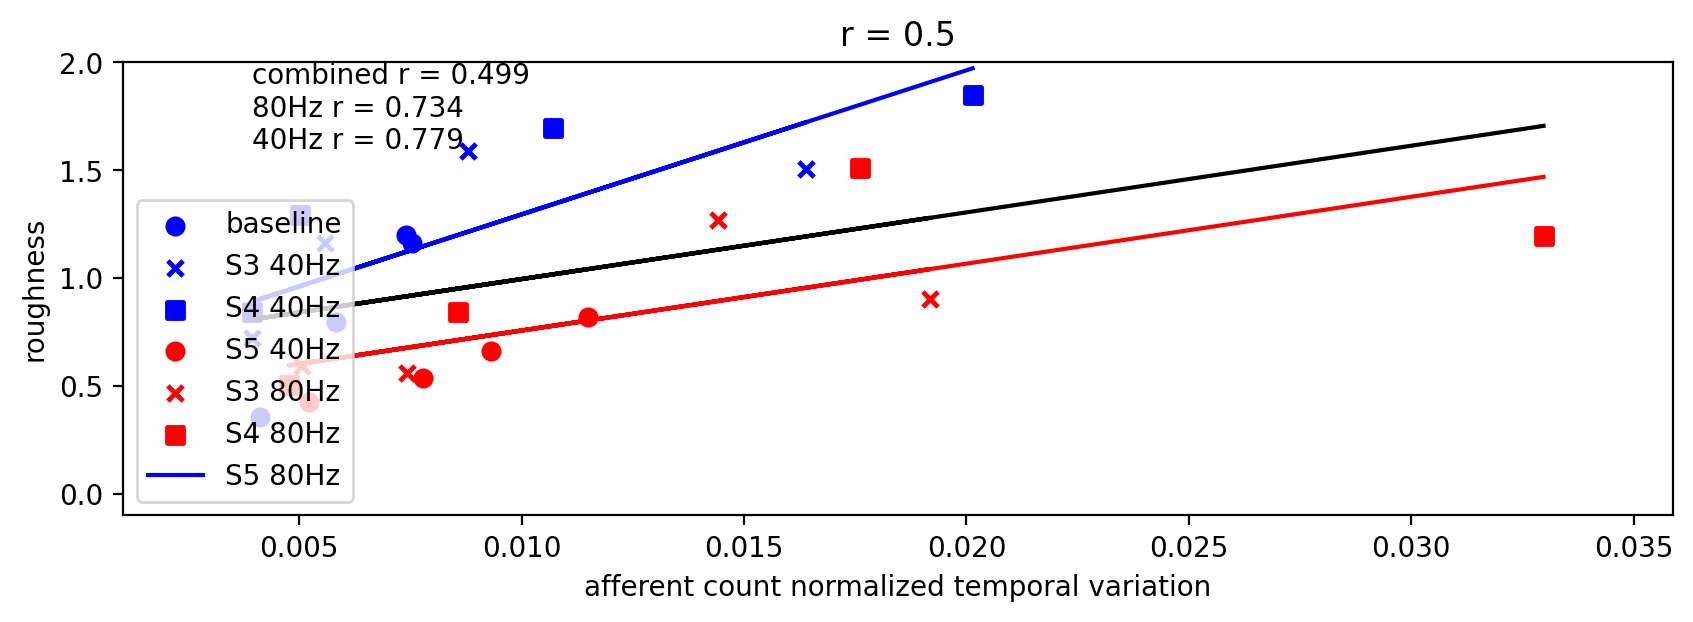 r = 0.5
combined r = 0.499
80Hz r = 0.734
40Hz r = 0.779
2.0
1.5
1.0
0.5
0.0
roughness
baseline
S3 40Hz
S4 40Hz
S5 40Hz
S3 80Hz
S4 80Hz
S5 80Hz
0.005
0.010
0.015
0.020
0.025
0.030
0.035
afferent count normalized temporal variation